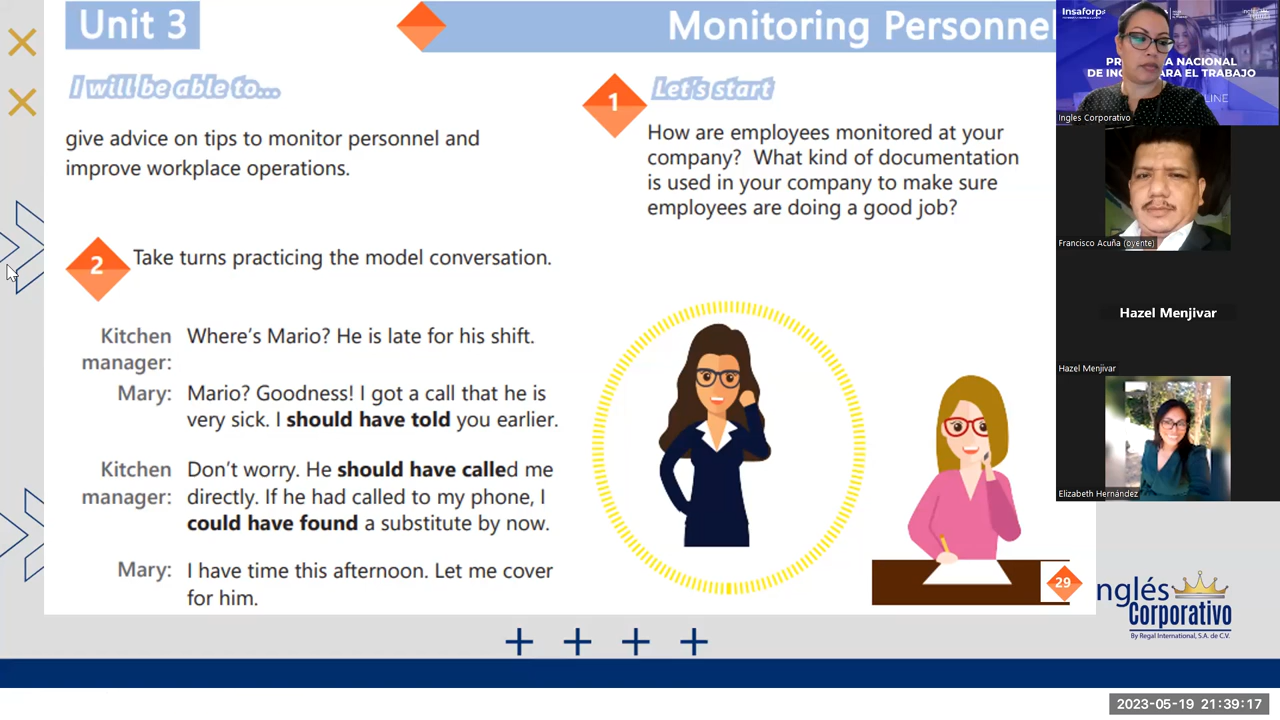 Unit 3
Monitoring Personnel
I will be able to...
give advice on tips to monitor personnel and
improve workplace operations.
1
Let's start
How are employees monitored at your
company? What kind of documentation
is used in your company to make sure
employees are doing a good job?
2
Take turns practicing the model conversation.
Kitchen manager:
Where's Mario? He is late for his shift.
Mary:
Mario? Goodness! I got a call that he is
very sick. I should have told you earlier.
Kitchen manager:
Don't worry. He should have called me
directly. If he had called to my phone, I
could have found a substitute by now.
Mary:
I have time this afternoon. Let me cover
for him.
29
Insaforp
NACIONAL
DE PARA EL TRABAJO
LINE
Ingles Corporativo
Francisco Acuña (oyente)
Hazel Menjivar
Hazel Menjivar
Elizabeth Hernández
nglés
Corporativo
By Regal International, S.A. de C.V.
2023-05-19 21:39:17